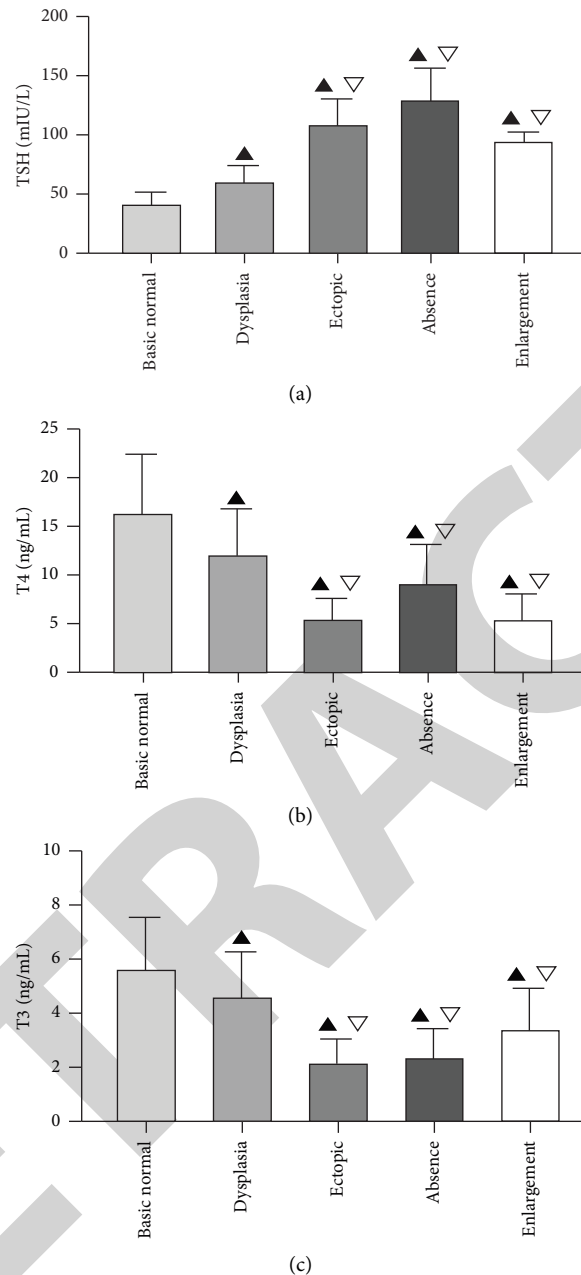 200
150
100
50
0
TSH (mIU/L)
Basic normal
Dysplasia
Ectopic
Absence
Enlargement
(a)
25
20
15
10
5
0
T4 (ng/mL)
Basic normal
Dysplasia
Ectopic
Absence
Enlargement
(b)
10
8
6
4
2
0
T3 (ng/mL)
Basic normal
Dysplasia
Ectopic
Absence
Enlargement
(c)
ETRACT